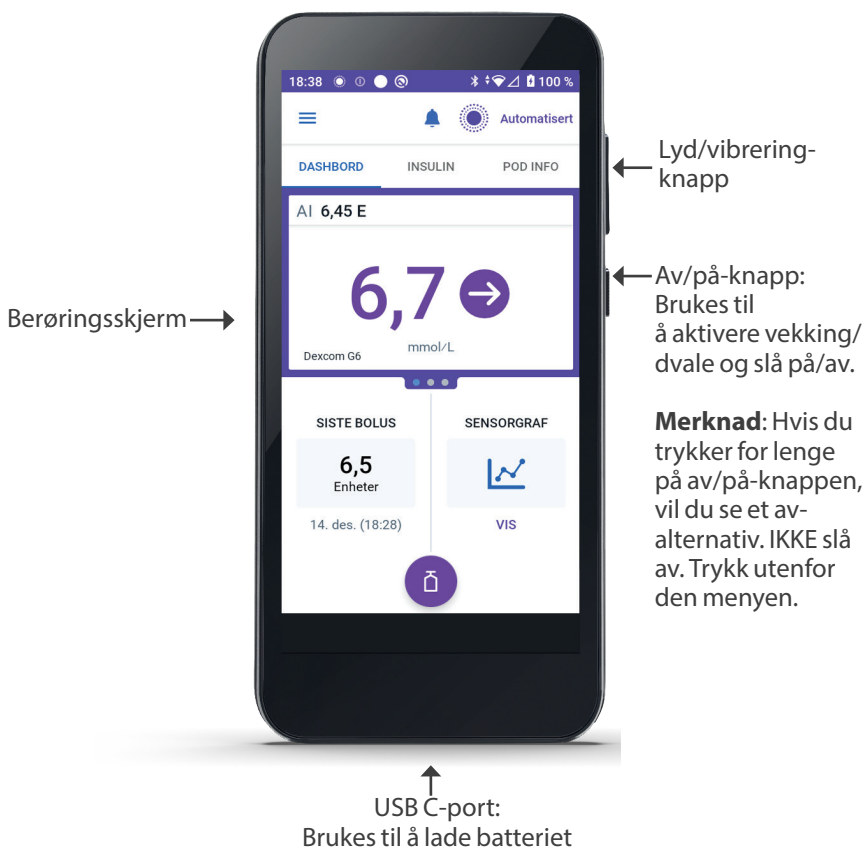 18:38 100 %
Automatisert
DASHBORD INSULIN POD INFO
AI 6,45 E
6,7
mmol/L
Dexcom G6
SISTE BOLUS SENSORGRAF
6,5
Enheter
14. des. (18:28) VIS
Berøringsskjerm
Lyd/vibrering-
knapp
Av/på-knapp:
Brukes til
å aktivere vekking/
dvale og slå på/av.
Merknad: Hvis du
trykker for lenge
på av/på-knappen,
vil du se et av-
alternativ. IKKE slå
av. Trykk utenfor
den menyen.
USB C-port:
Brukes til å lade batteriet